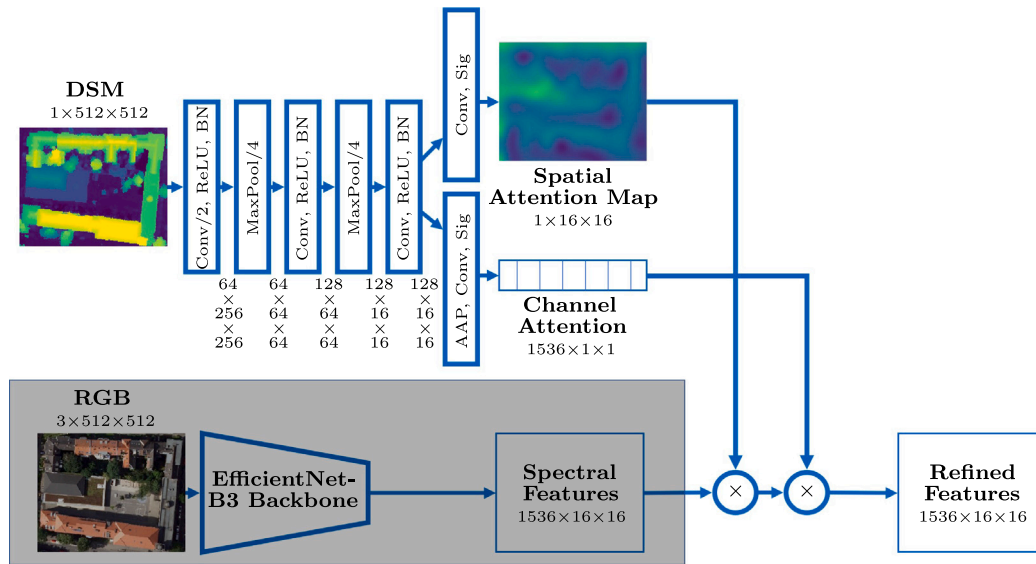 DSM
1×512×512
Conv/2, ReLU, BN
MaxPool/4
Conv, ReLU, BN
MaxPool/4
Conv, ReLU, BN
64
×
256
×
256
64
×
64
×
64
128
×
64
×
64
128
×
16
×
16
128
×
16
×
16
Conv, Sig
AAP, Conv, Sig
Spatial
Attention Map
1×16×16
Channel
Attention
1536×1×1
RGB
3×512×512
EfficientNet-
B3 Backbone
Spectral
Features
1536×16×16
×
×
Refined
Features
1536×16×16